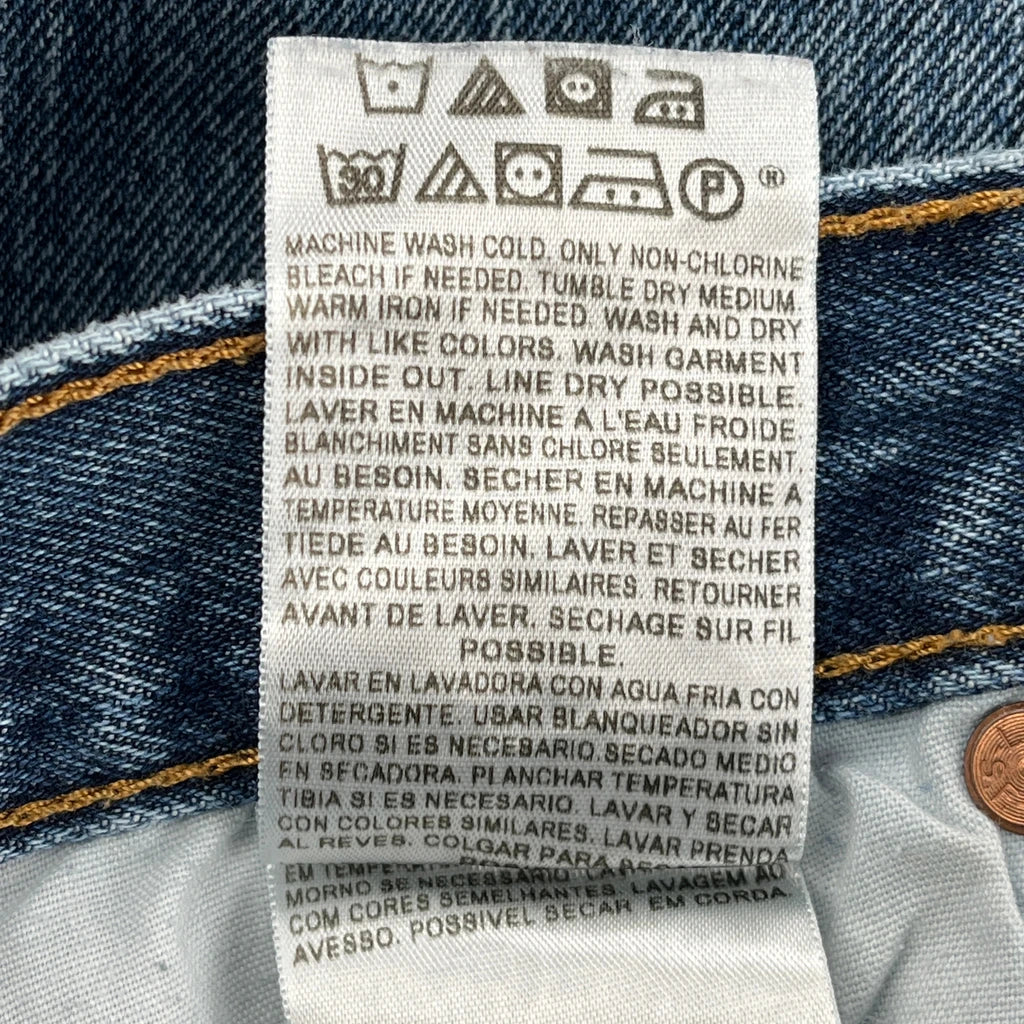 30
P ®
MACHINE WASH COLD. ONLY NON-CHLORINE
BLEACH IF NEEDED. TUMBLE DRY MEDIUM.
WARM IRON IF NEEDED. WASH AND DRY
WITH LIKE COLORS. WASH GARMENT
INSIDE OUT. LINE DRY POSSIBLE.
LAVER EN MACHINE A L'EAU FROIDE.
BLANCHIMENT SANS CHLORE SEULEMENT,
AU BESOIN. SECHER EN MACHINE A
TEMPERATURE MOYENNE. REPASSER AU FER
TIEDE AU BESOIN. LAVER ET SECHER
AVEC COULEURS SIMILAIRES. RETOURNER
AVANT DE LAVER. SECHAGE SUR FIL
POSSIBLE.
LAVAR EN LAVADORA CON AGUA FRIA CON
DETERGENTE. USAR BLANQUEADOR SIN
CLORO SI ES NECESARIO SECADO MEDIO
EN SECADORA. PLANCHAR TEMPERATURA
TIBIA SI ES NECESARIO. LAVAR Y SECAR
CON COLORES SIMILARES. LAVAR PRENDA
AL REVES. COLGAR PARA
EM
MORNO SE NECESSARIO. LAVAGEM AO
COM CORES SEMELHANTES. EM CORDA
AVESSO. POSSIVEL SECAR